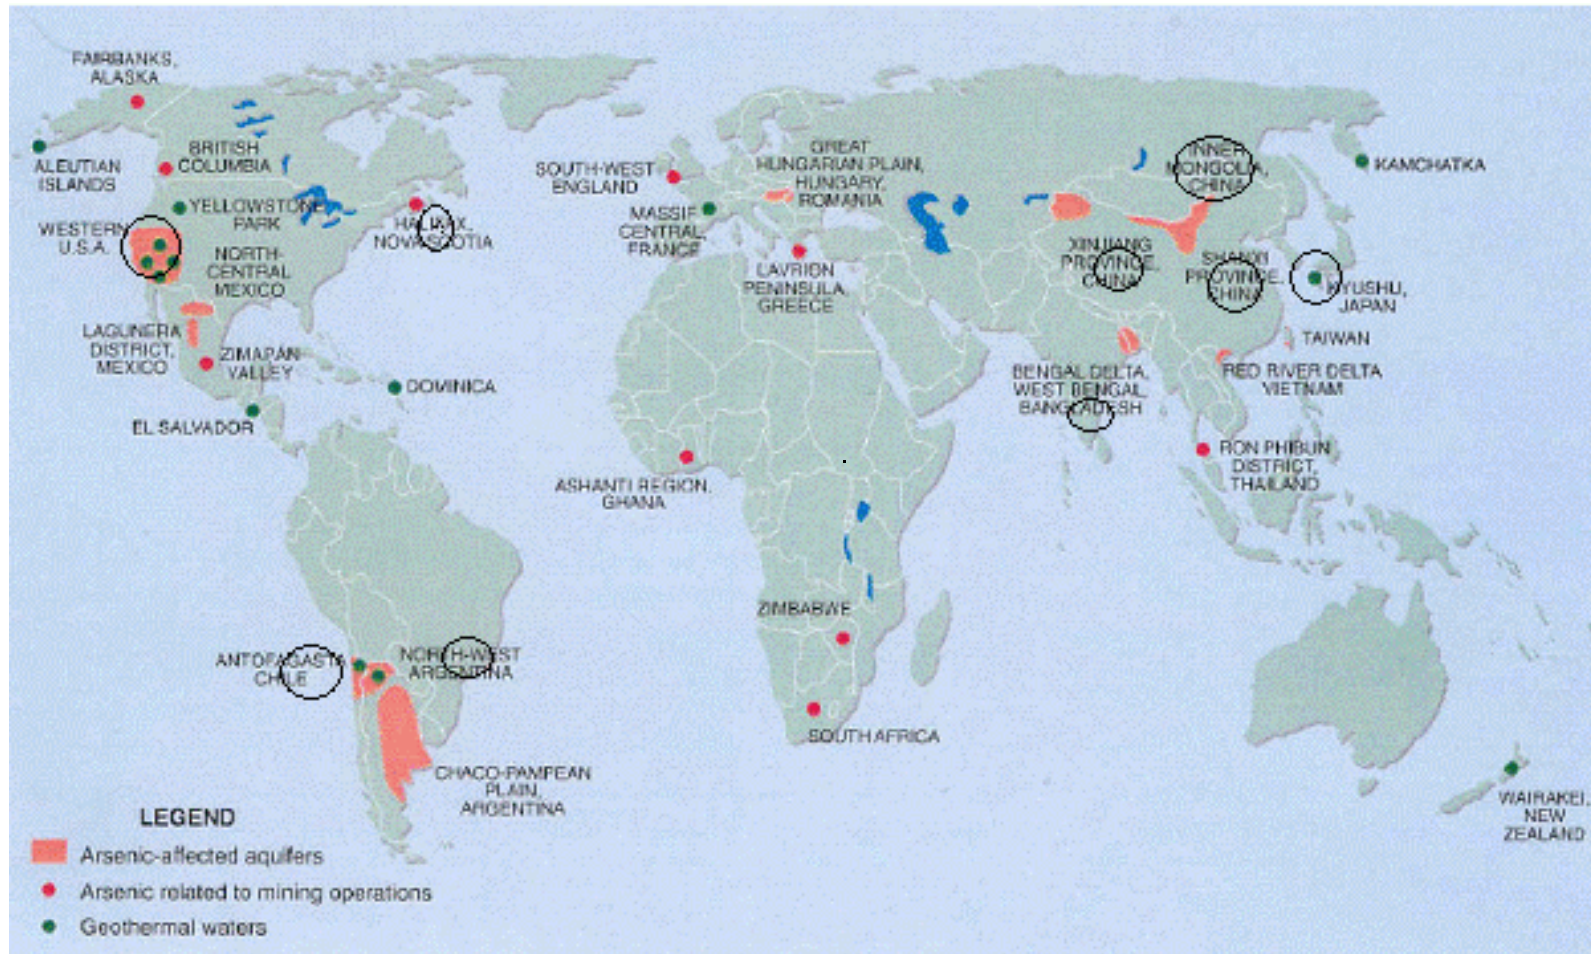 FAIRBANKS,
ALASKA
ALEUTIAN
ISLANDS
BRITISH
COLUMBIA
YELLOWSTONE
PARK
WESTERN
U.S.A.
HALIFAX,
NOVA SCOTIA
NORTH-
CENTRAL
MEXICO
LAGUNERA
DISTRICT,
MEXICO
ZIMAPÁN
VALLEY
DOMINICA
EL SALVADOR
SOUTH-WEST
ENGLAND
GREAT
HUNGARIAN PLAIN,
HUNGARY,
ROMANIA
MASSIF
CENTRAL,
FRANCE
LAVRION
PENINSULA,
GREECE
INNER
MONGOLIA,
CHINA
KAMCHATKA
XINJIANG
PROVINCE,
CHINA
SHANXI
PROVINCE,
CHINA
KYUSHU,
JAPAN
TAIWAN
BENGAL DELTA,
WEST BENGAL,
BANGLADESH
RED RIVER DELTA
VIETNAM
RON PHIBUN
DISTRICT,
THAILAND
ASHANTI REGION,
GHANA
ZIMBABWE
SOUTH AFRICA
ANTOFAGASTA
CHILE
NORTH-WEST
ARGENTINA
CHACO-PAMPEAN
PLAIN,
ARGENTINA
WAIRAKEI,
NEW
ZEALAND
LEGEND
Arsenic-affected aquifers
Arsenic related to mining operations
Geothermal waters